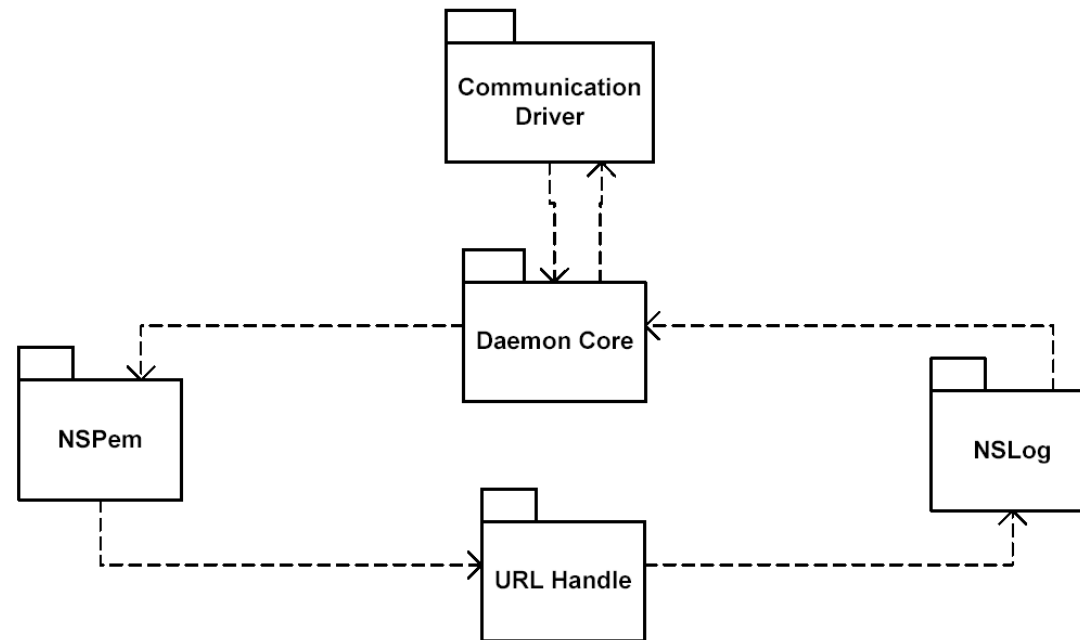 Communication
Driver
Daemon Core
NSPem
NSLog
URL Handle